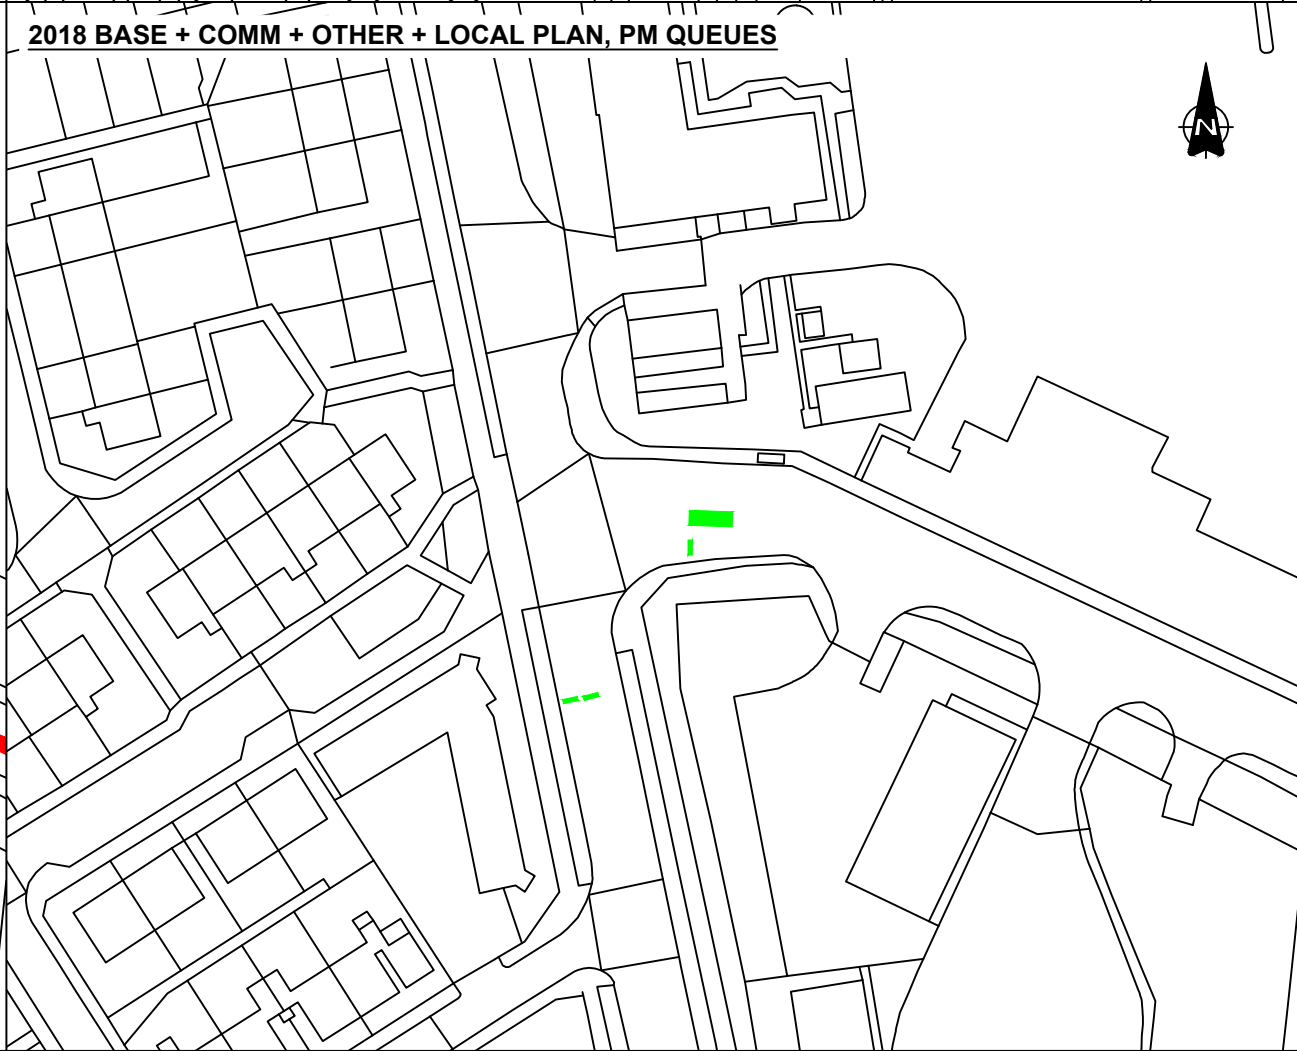 2018 BASE + COMM + OTHER + LOCAL PLAN, PM QUEUES
N